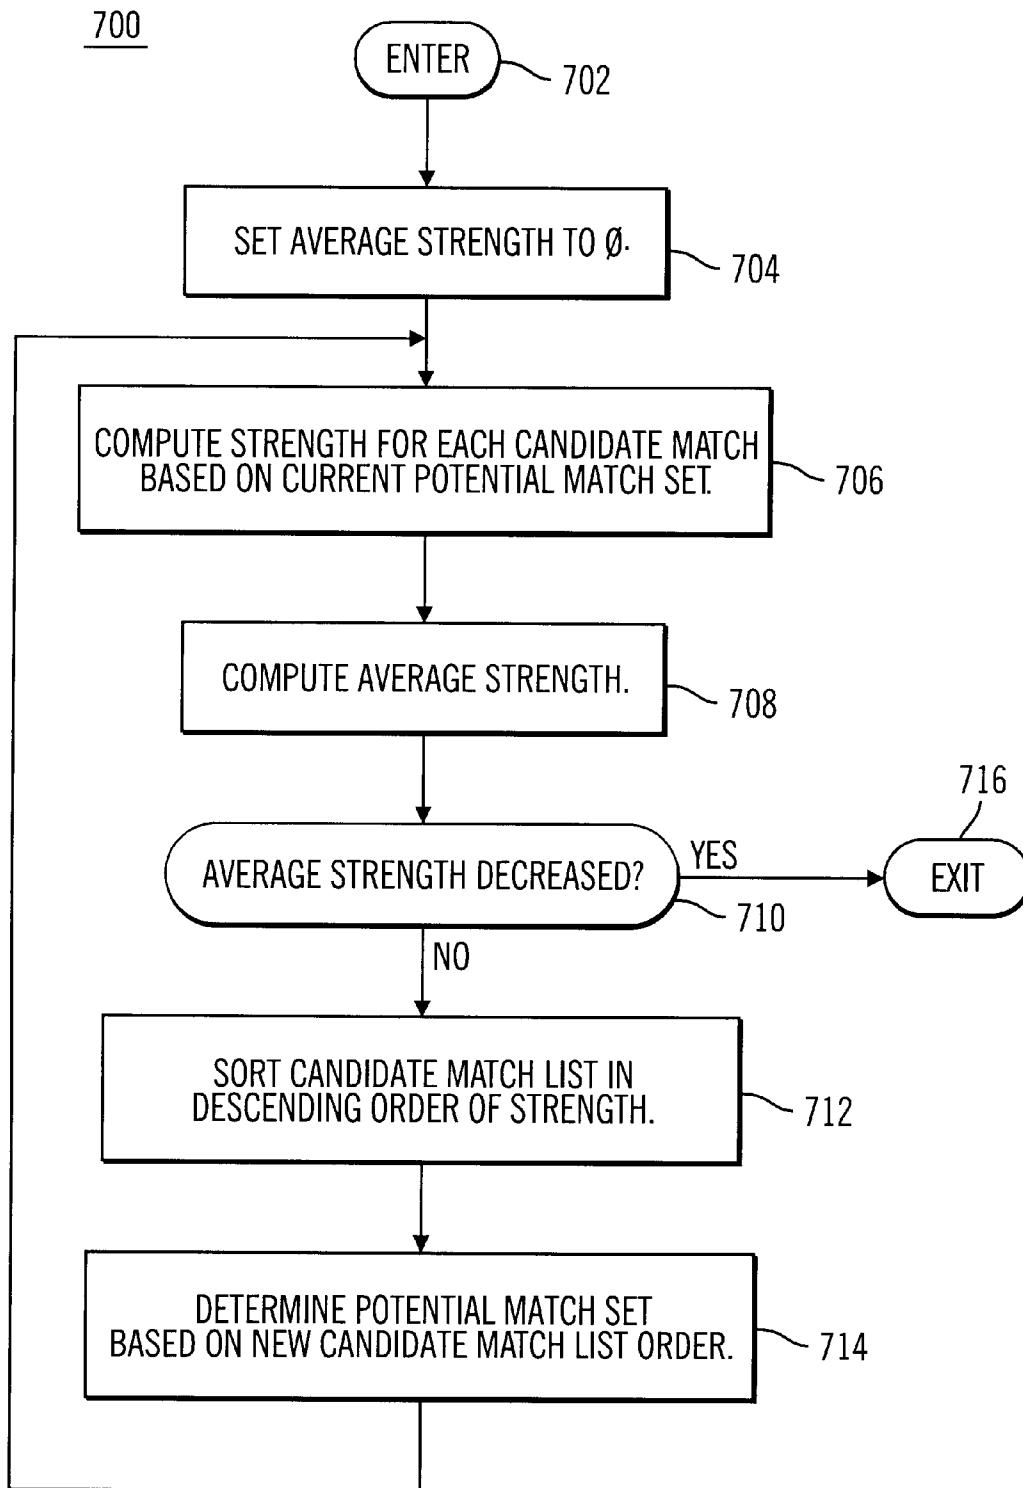 700
ENTER
702
SET AVERAGE STRENGTH TO Ø.
704
COMPUTE STRENGTH FOR EACH CANDIDATE MATCH
BASED ON CURRENT POTENTIAL MATCH SET.
706
COMPUTE AVERAGE STRENGTH.
708
716
AVERAGE STRENGTH DECREASED?
YES
EXIT
710
NO
SORT CANDIDATE MATCH LIST IN
DESCENDING ORDER OF STRENGTH.
712
DETERMINE POTENTIAL MATCH SET
BASED ON NEW CANDIDATE MATCH LIST ORDER.
714